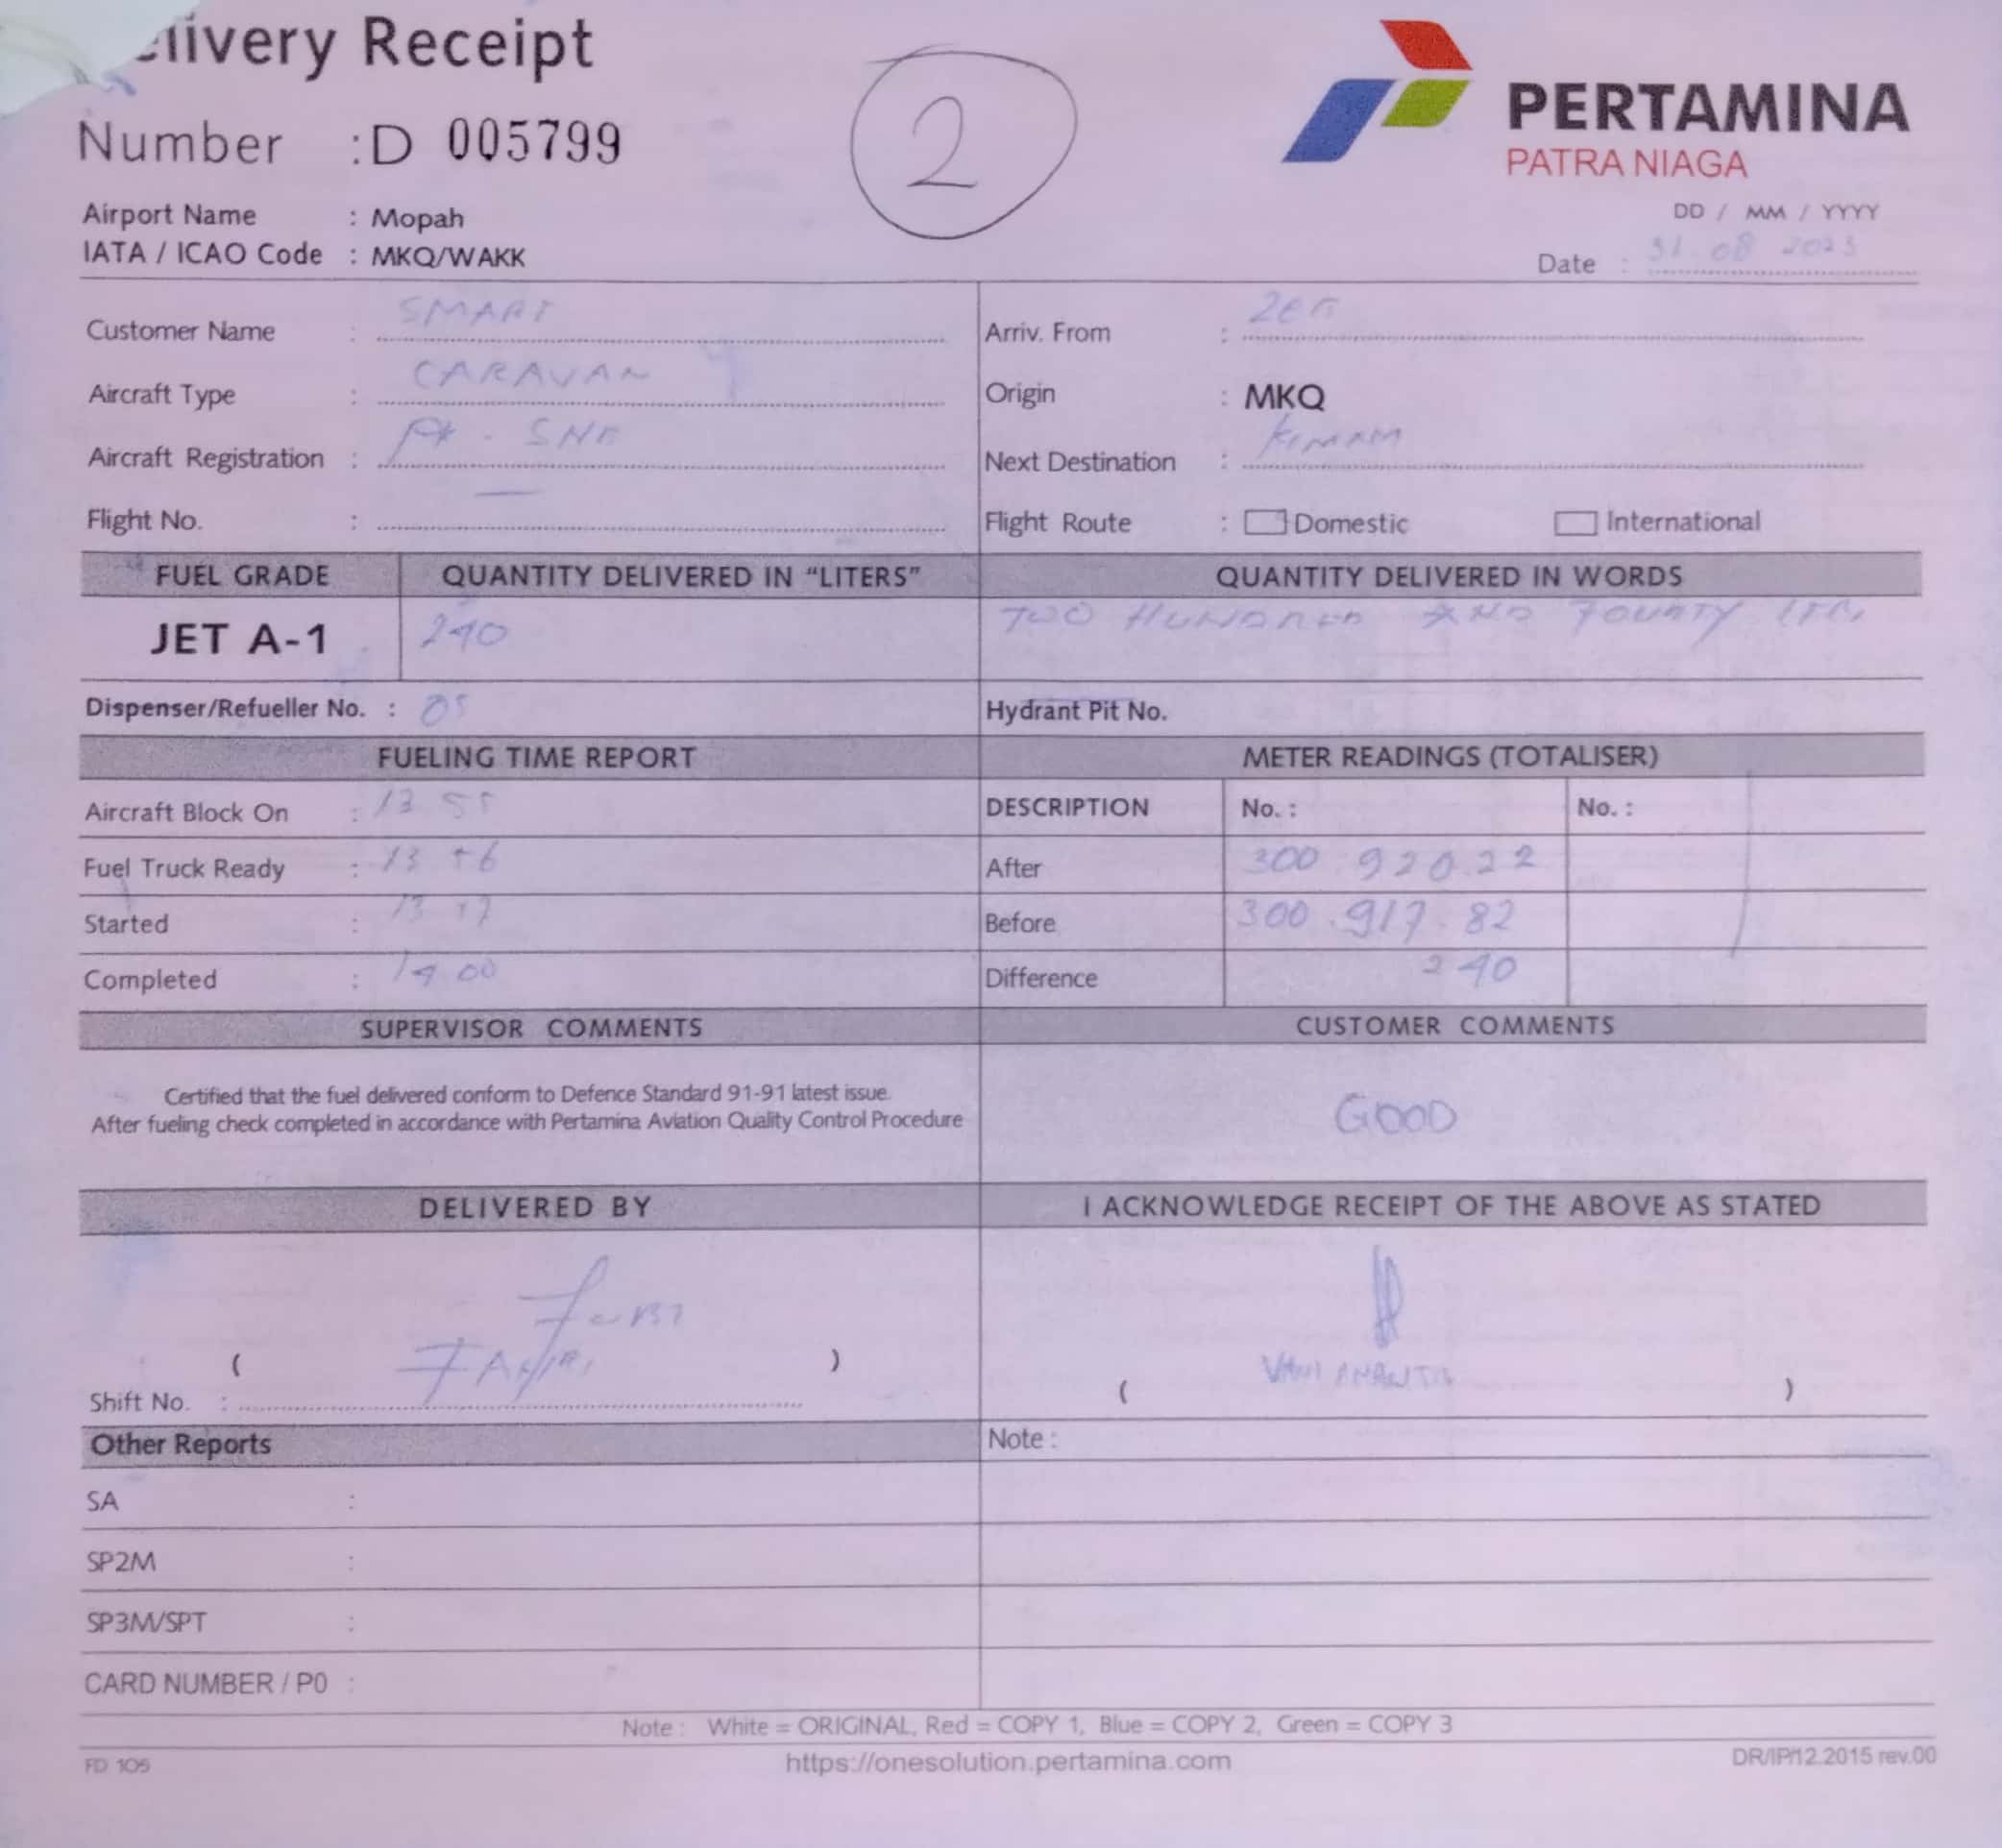 elivery Receipt
2
PERTAMINA
PATRA NIAGA
Number : D 005799
Airport Name : Mopah
IATA / ICAO Code : MKQ/WAKK
DD / MM / YYYY
Date : 31 08 2023
Customer Name : SMART
Arriv. From :
Aircraft Type : CARAVAN
Origin : MKQ
Aircraft Registration : PK - SNE
Next Destination : KIMAM
Flight No. : —
Flight Route : Domestic International
FUEL GRADE QUANTITY DELIVERED IN "LITERS" QUANTITY DELIVERED IN WORDS
JET A-1 240 TWO HUNDRED AND FOURTY LTR
Dispenser/Refueller No. : 05 Hydrant Pit No.
FUELING TIME REPORT METER READINGS (TOTALISER)
Aircraft Block On : 13 55 DESCRIPTION No. : No. :
Fuel Truck Ready : 13 56 After 300 920.22
Started : 13 57 Before 300.917.82
Completed : 14.00 Difference 240
SUPERVISOR COMMENTS CUSTOMER COMMENTS
Certified that the fuel delivered conform to Defence Standard 91-91 latest issue.
After fueling check completed in accordance with Pertamina Aviation Quality Control Procedure
GOOD
DELIVERED BY I ACKNOWLEDGE RECEIPT OF THE ABOVE AS STATED
( )
( )
Shift No. :
Other Reports Note :
SA :
SP2M :
SP3M/SPT :
CARD NUMBER / P0 :
Note : White = ORIGINAL, Red = COPY 1, Blue = COPY 2, Green = COPY 3
FD 105 https://onesolution.pertamina.com DR/IP/12.2015 rev.00